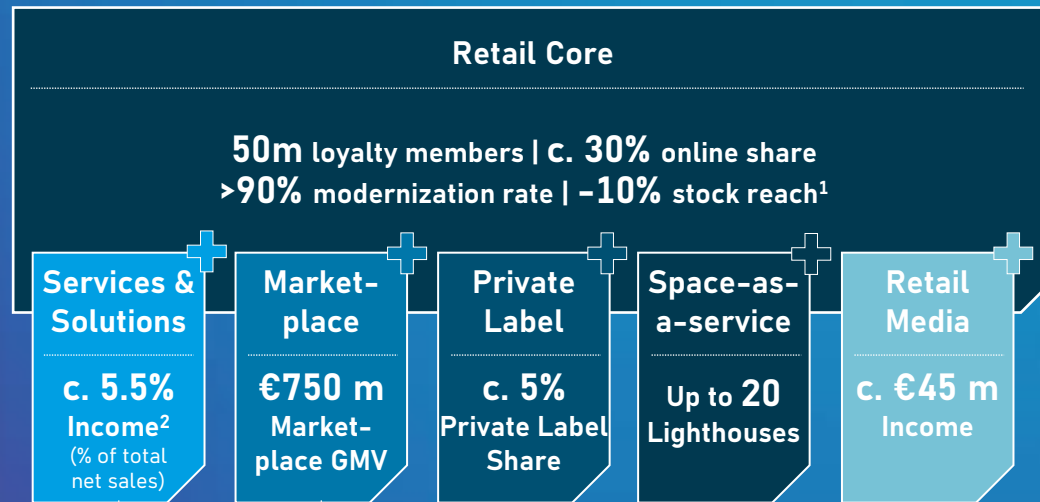 Retail Core
50m loyalty members | c. 30% online share
>90% modernization rate | -10% stock reach¹
Services &
Solutions
c. 5.5%
Income²
(% of total
net sales)
Market-
place
€750 m
Market-
place GMV
Private
Label
c. 5%
Private Label
Share
Space-as-
a-service
Up to 20
Lighthouses
Retail
Media
c. €45 m
Income